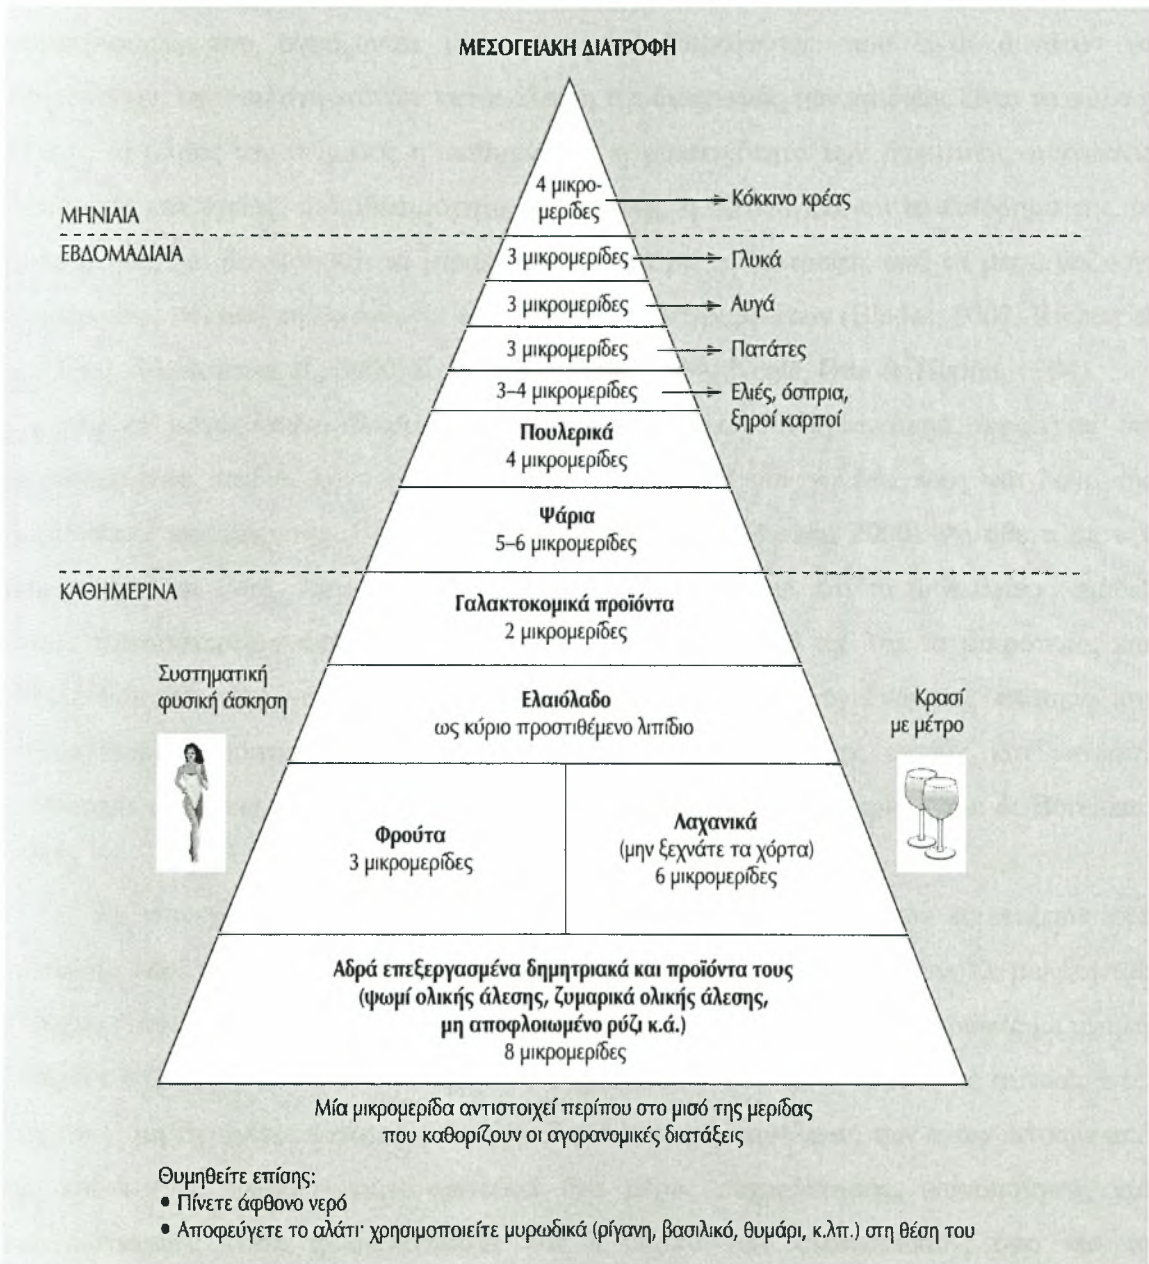 ΜΕΣΟΓΕΙΑΚΗ ΔΙΑΤΡΟΦΗ
4 μικρο-
μερίδες
Κόκκινο κρέας
ΜΗΝΙΑΙΑ
ΕΒΔΟΜΑΔΙΑΙΑ
3 μικρομερίδες
Γλυκά
3 μικρομερίδες
Αυγά
3 μικρομερίδες
Πατάτες
3–4 μικρομερίδες
Ελιές, όσπρια,
ξηροί καρποί
Πουλερικά
4 μικρομερίδες
Ψάρια
5–6 μικρομερίδες
ΚΑΘΗΜΕΡΙΝΑ
Γαλακτοκομικά προϊόντα
2 μικρομερίδες
Συστηματική
φυσική άσκηση
Ελαιόλαδο
ως κύριο προστιθέμενο λιπίδιο
Κρασί
με μέτρο
Φρούτα
3 μικρομερίδες
Λαχανικά
(μην ξεχνάτε τα χόρτα)
6 μικρομερίδες
Αδρά επεξεργασμένα δημητριακά και προϊόντα τους
(ψωμί ολικής άλεσης, ζυμαρικά ολικής άλεσης,
μη αποφλοιωμένο ρύζι κ.ά.)
8 μικρομερίδες
Μία μικρομερίδα αντιστοιχεί περίπου στο μισό της μερίδας
που καθορίζουν οι αγορανομικές διατάξεις
Θυμηθείτε επίσης:
• Πίνετε άφθονο νερό
• Αποφεύγετε το αλάτι· χρησιμοποιείτε μυρωδικά (ρίγανη, βασιλικό, θυμάρι, κ.λπ.) στη θέση του